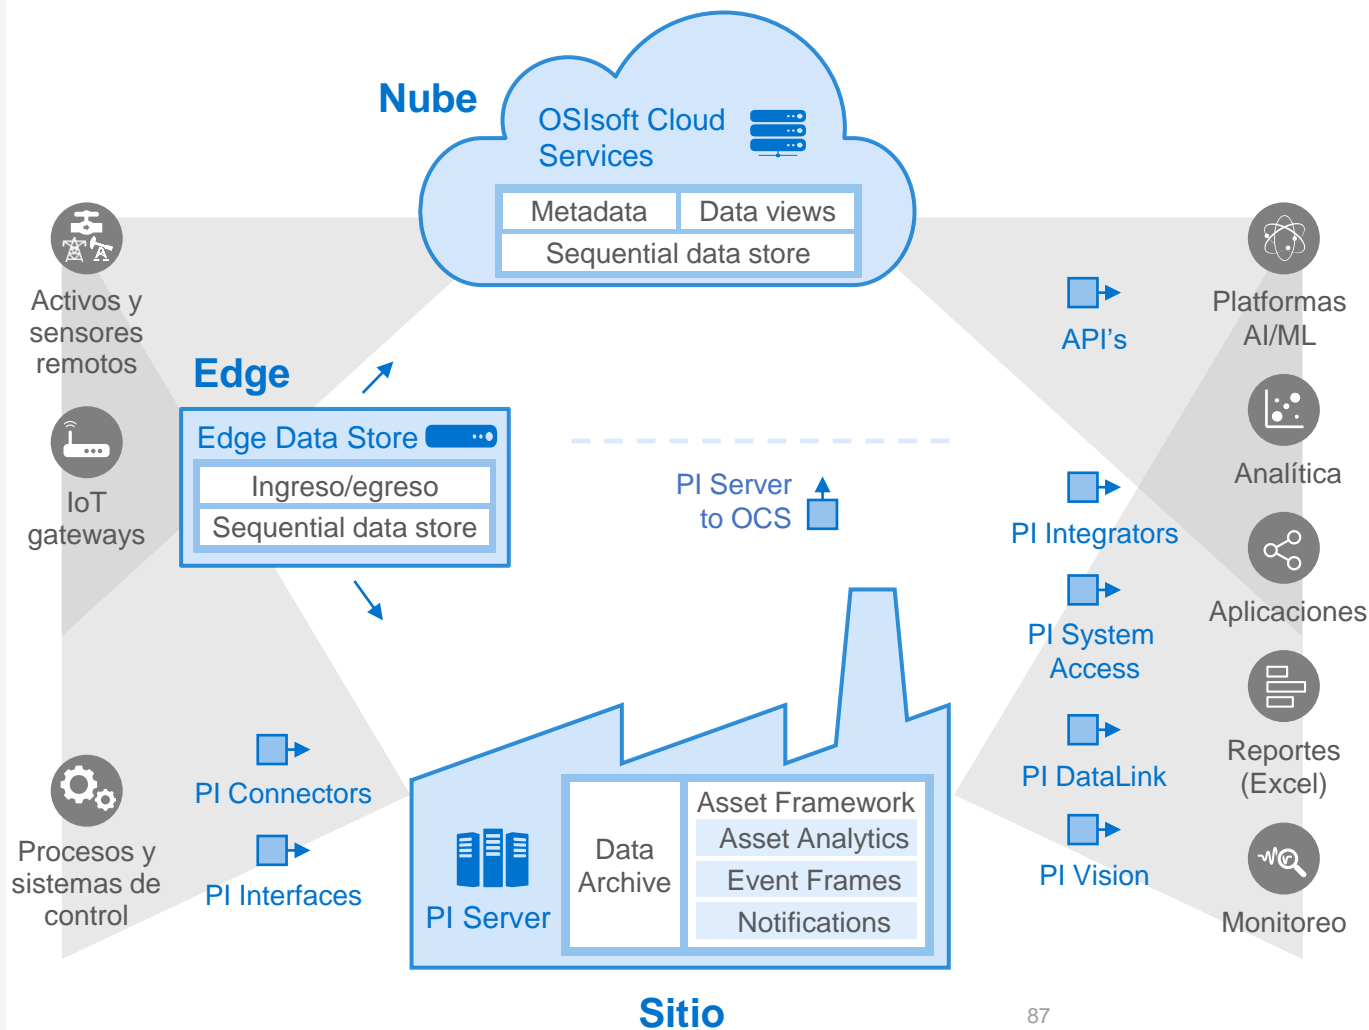 Nube
OSIsoft Cloud
Services
Metadata
Data views
Sequential data store
Activos y
sensores
remotos
IoT
gateways
Procesos y
sistemas de
control
Edge
Edge Data Store
Ingreso/egreso
Sequential data store
PI Server
to OCS
PI Connectors
PI Interfaces
PI Server
Data
Archive
Asset Framework
Asset Analytics
Event Frames
Notifications
Sitio
API's
PI Integrators
PI System
Access
PI DataLink
PI Vision
Platformas
AI/ML
Analítica
Aplicaciones
Reportes
(Excel)
Monitoreo
87